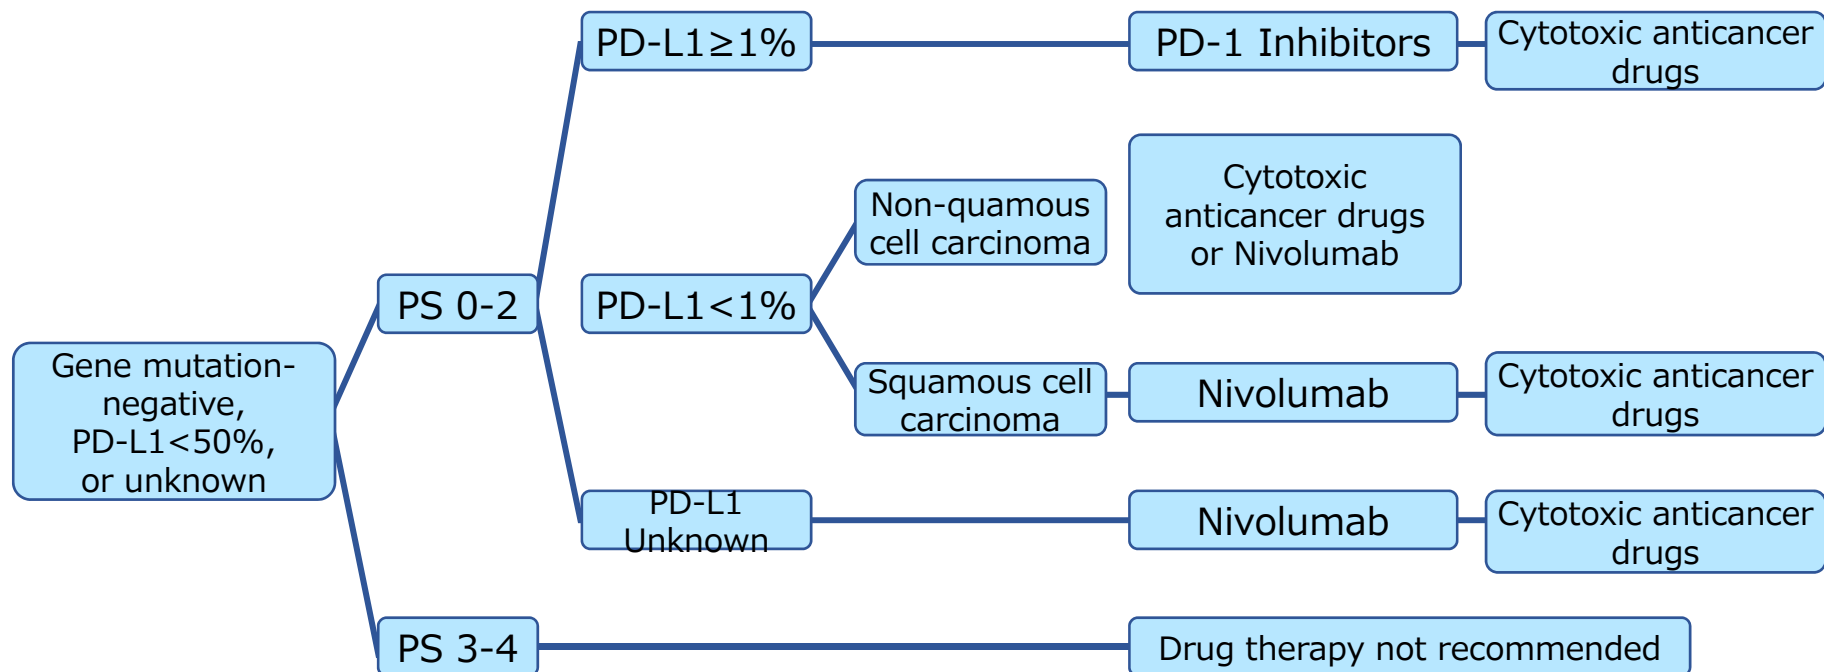 PD-L1≥1%
PD-1 Inhibitors
Cytotoxic anticancer
drugs
Non-quamous
cell carcinoma
Cytotoxic
anticancer drugs
or Nivolumab
PS 0-2
PD-L1<1%
Gene mutation-
negative,
PD-L1<50%,
or unknown
Squamous cell
carcinoma
Nivolumab
Cytotoxic anticancer
drugs
PD-L1
Unknown
Nivolumab
Cytotoxic anticancer
drugs
PS 3-4
Drug therapy not recommended